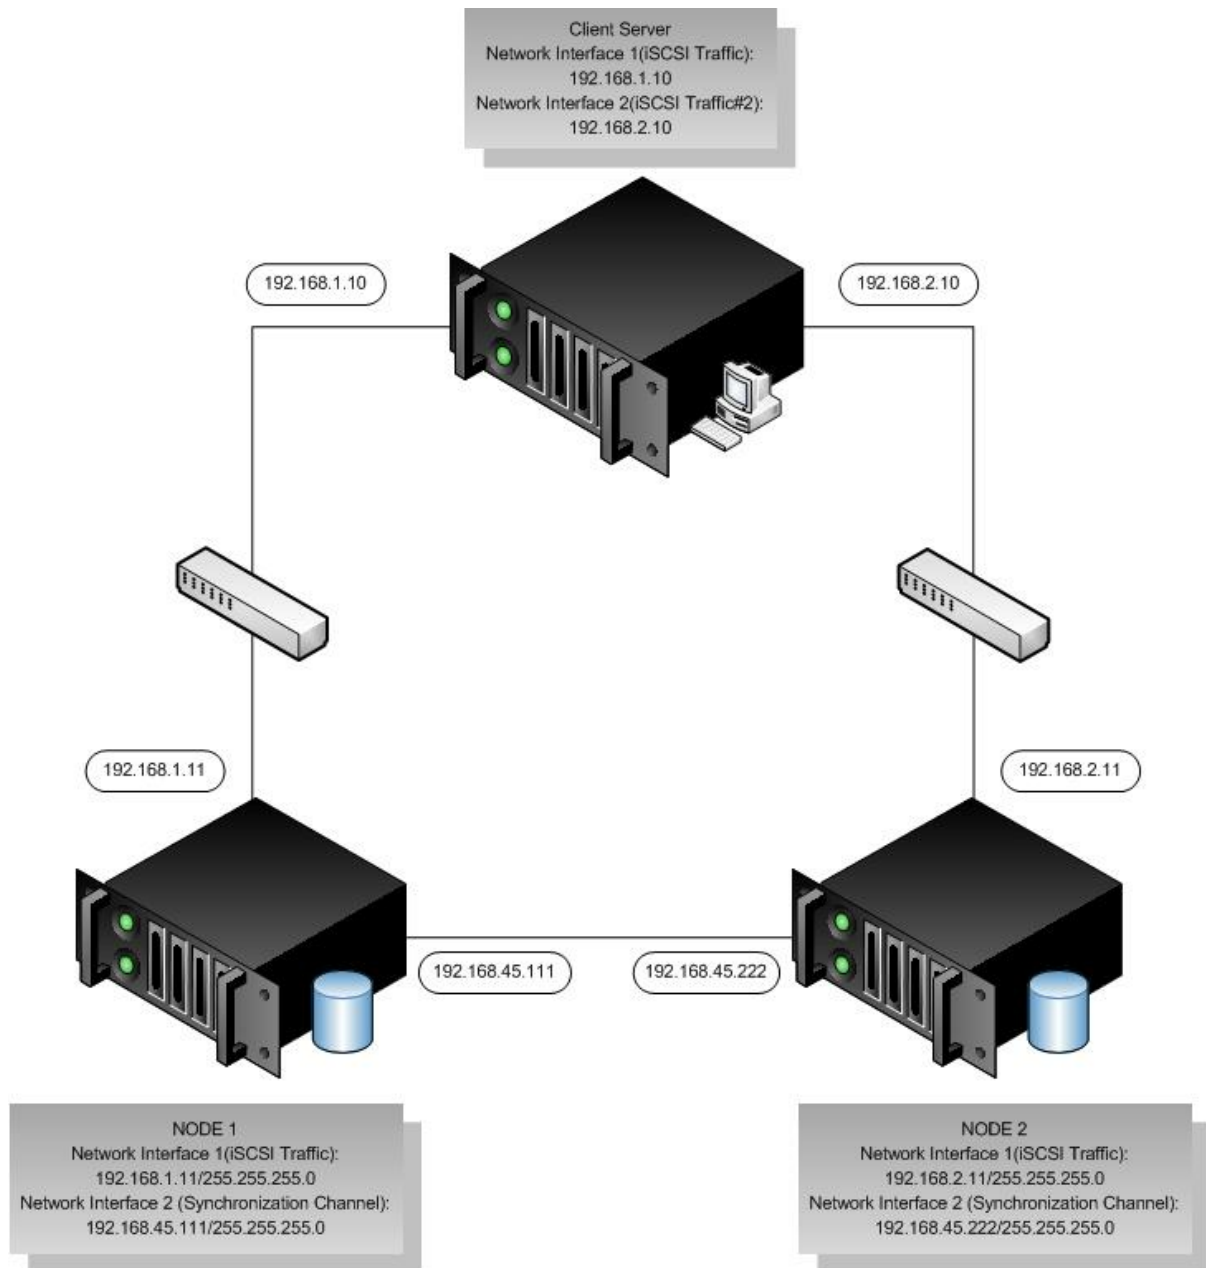 Client Server
Network Interface 1(iSCSI Traffic):
192.168.1.10
Network Interface 2(iSCSI Traffic#2):
192.168.2.10
192.168.1.10
192.168.2.10
192.168.1.11
192.168.2.11
192.168.45.111
192.168.45.222
NODE 1
Network Interface 1(iSCSI Traffic):
192.168.1.11/255.255.255.0
Network Interface 2 (Synchronization Channel):
192.168.45.111/255.255.255.0
NODE 2
Network Interface 1(iSCSI Traffic):
192.168.2.11/255.255.255.0
Network Interface 2 (Synchronization Channel):
192.168.45.222/255.255.255.0